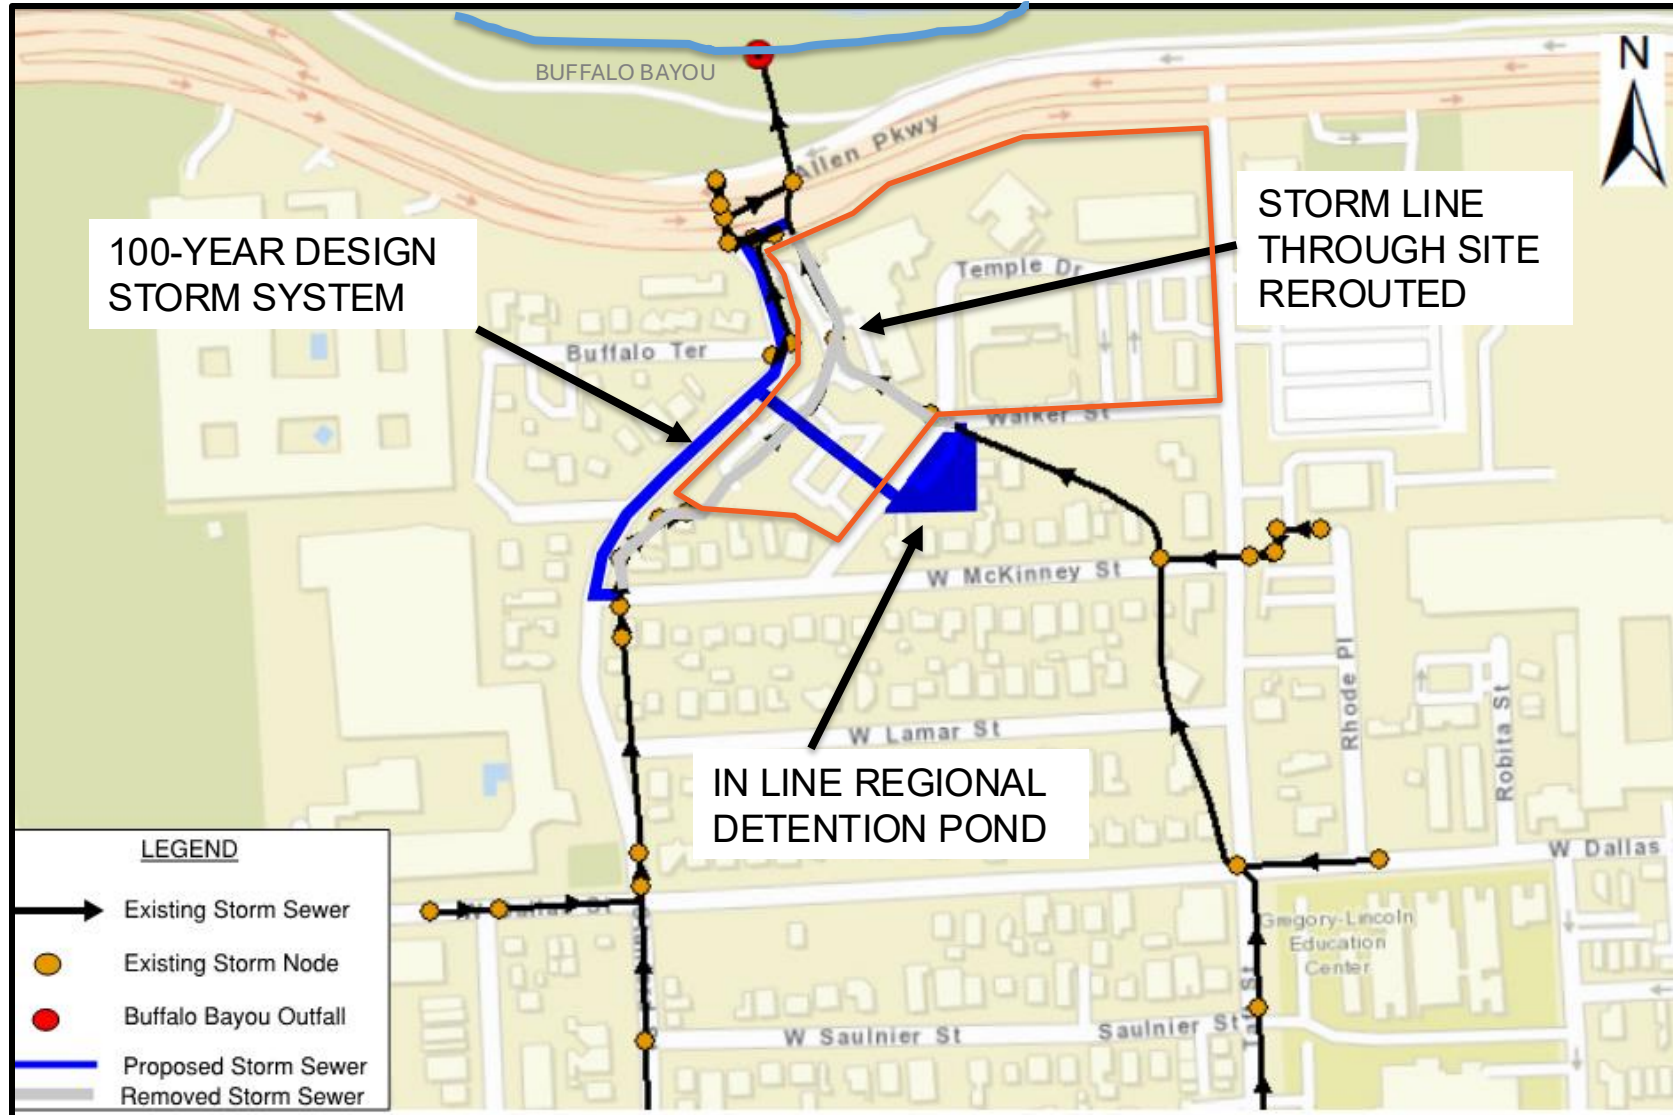 BUFFALO BAYOU
N
Allen Pkwy
STORM LINE
THROUGH SITE
REROUTED
100-YEAR DESIGN
STORM SYSTEM
Temple Dr
Buffalo Ter
Walker St
W McKinney St
Rhode Pl
Robita St
W Lamar St
IN LINE REGIONAL
DETENTION POND
W Dallas
LEGEND
Existing Storm Sewer
Existing Storm Node
Buffalo Bayou Outfall
Proposed Storm Sewer
Removed Storm Sewer
Gregory-Lincoln
Education
Center
W Saulnier St
Saulnier St